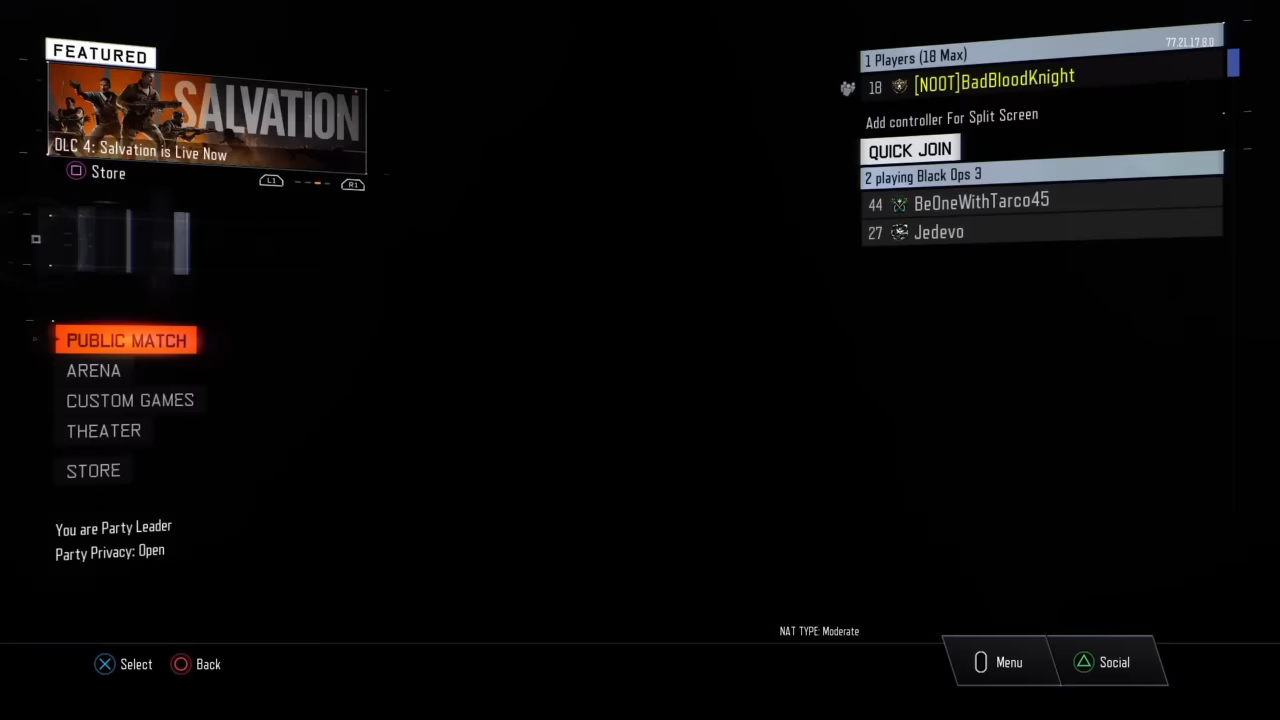 FEATURED
SALVATION
DLC 4: Salvation is Live Now
Store
L1
R1
PUBLIC MATCH
ARENA
CUSTOM GAMES
THEATER
STORE
You are Party Leader
Party Privacy: Open
Select
Back
77.21.17.8.0
1 Players (18 Max)
18 [NOOT]BadBloodKnight
Add controller For Split Screen
QUICK JOIN
2 playing Black Ops 3
44 BeOneWithTarco45
27 Jedevo
NAT TYPE: Moderate
Menu
Social